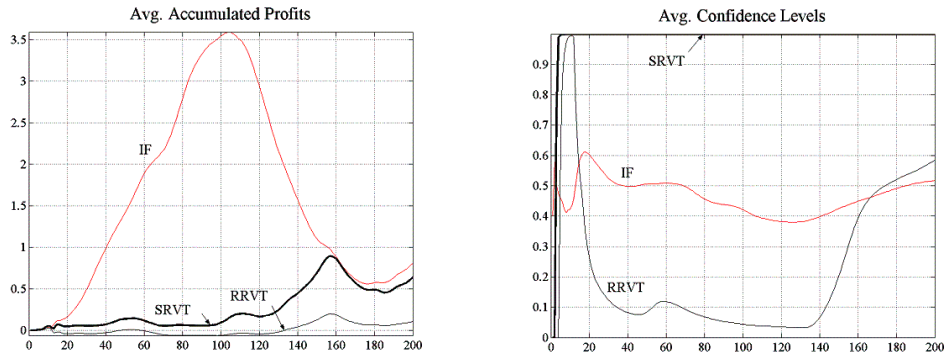 Avg. Accumulated Profits
3.5
3
2.5
2
1.5
1
0.5
0
IF
SRVT
RRVT
0 20 40 60 80 100 120 140 160 180 200
Avg. Confidence Levels
0.9
0.8
0.7
0.6
0.5
0.4
0.3
0.2
0.1
0
SRVT
IF
RRVT
0 20 40 60 80 100 120 140 160 180 200